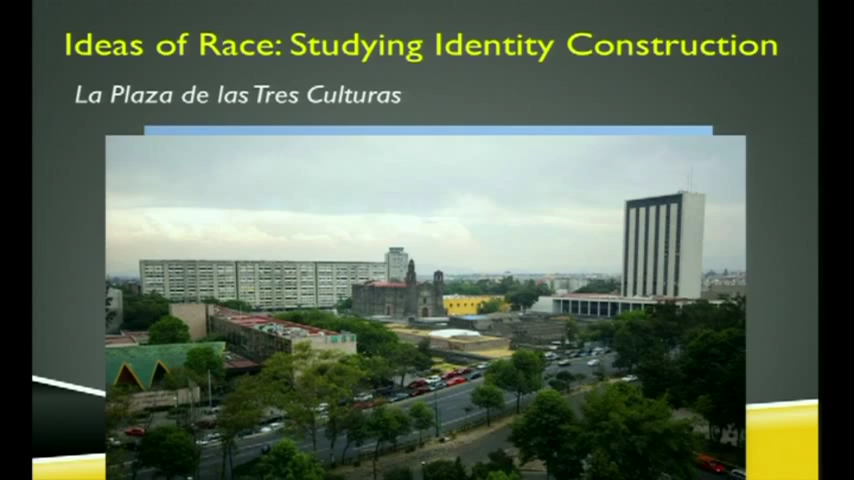 Ideas of Race: Studying Identity Construction
La Plaza de las Tres Culturas